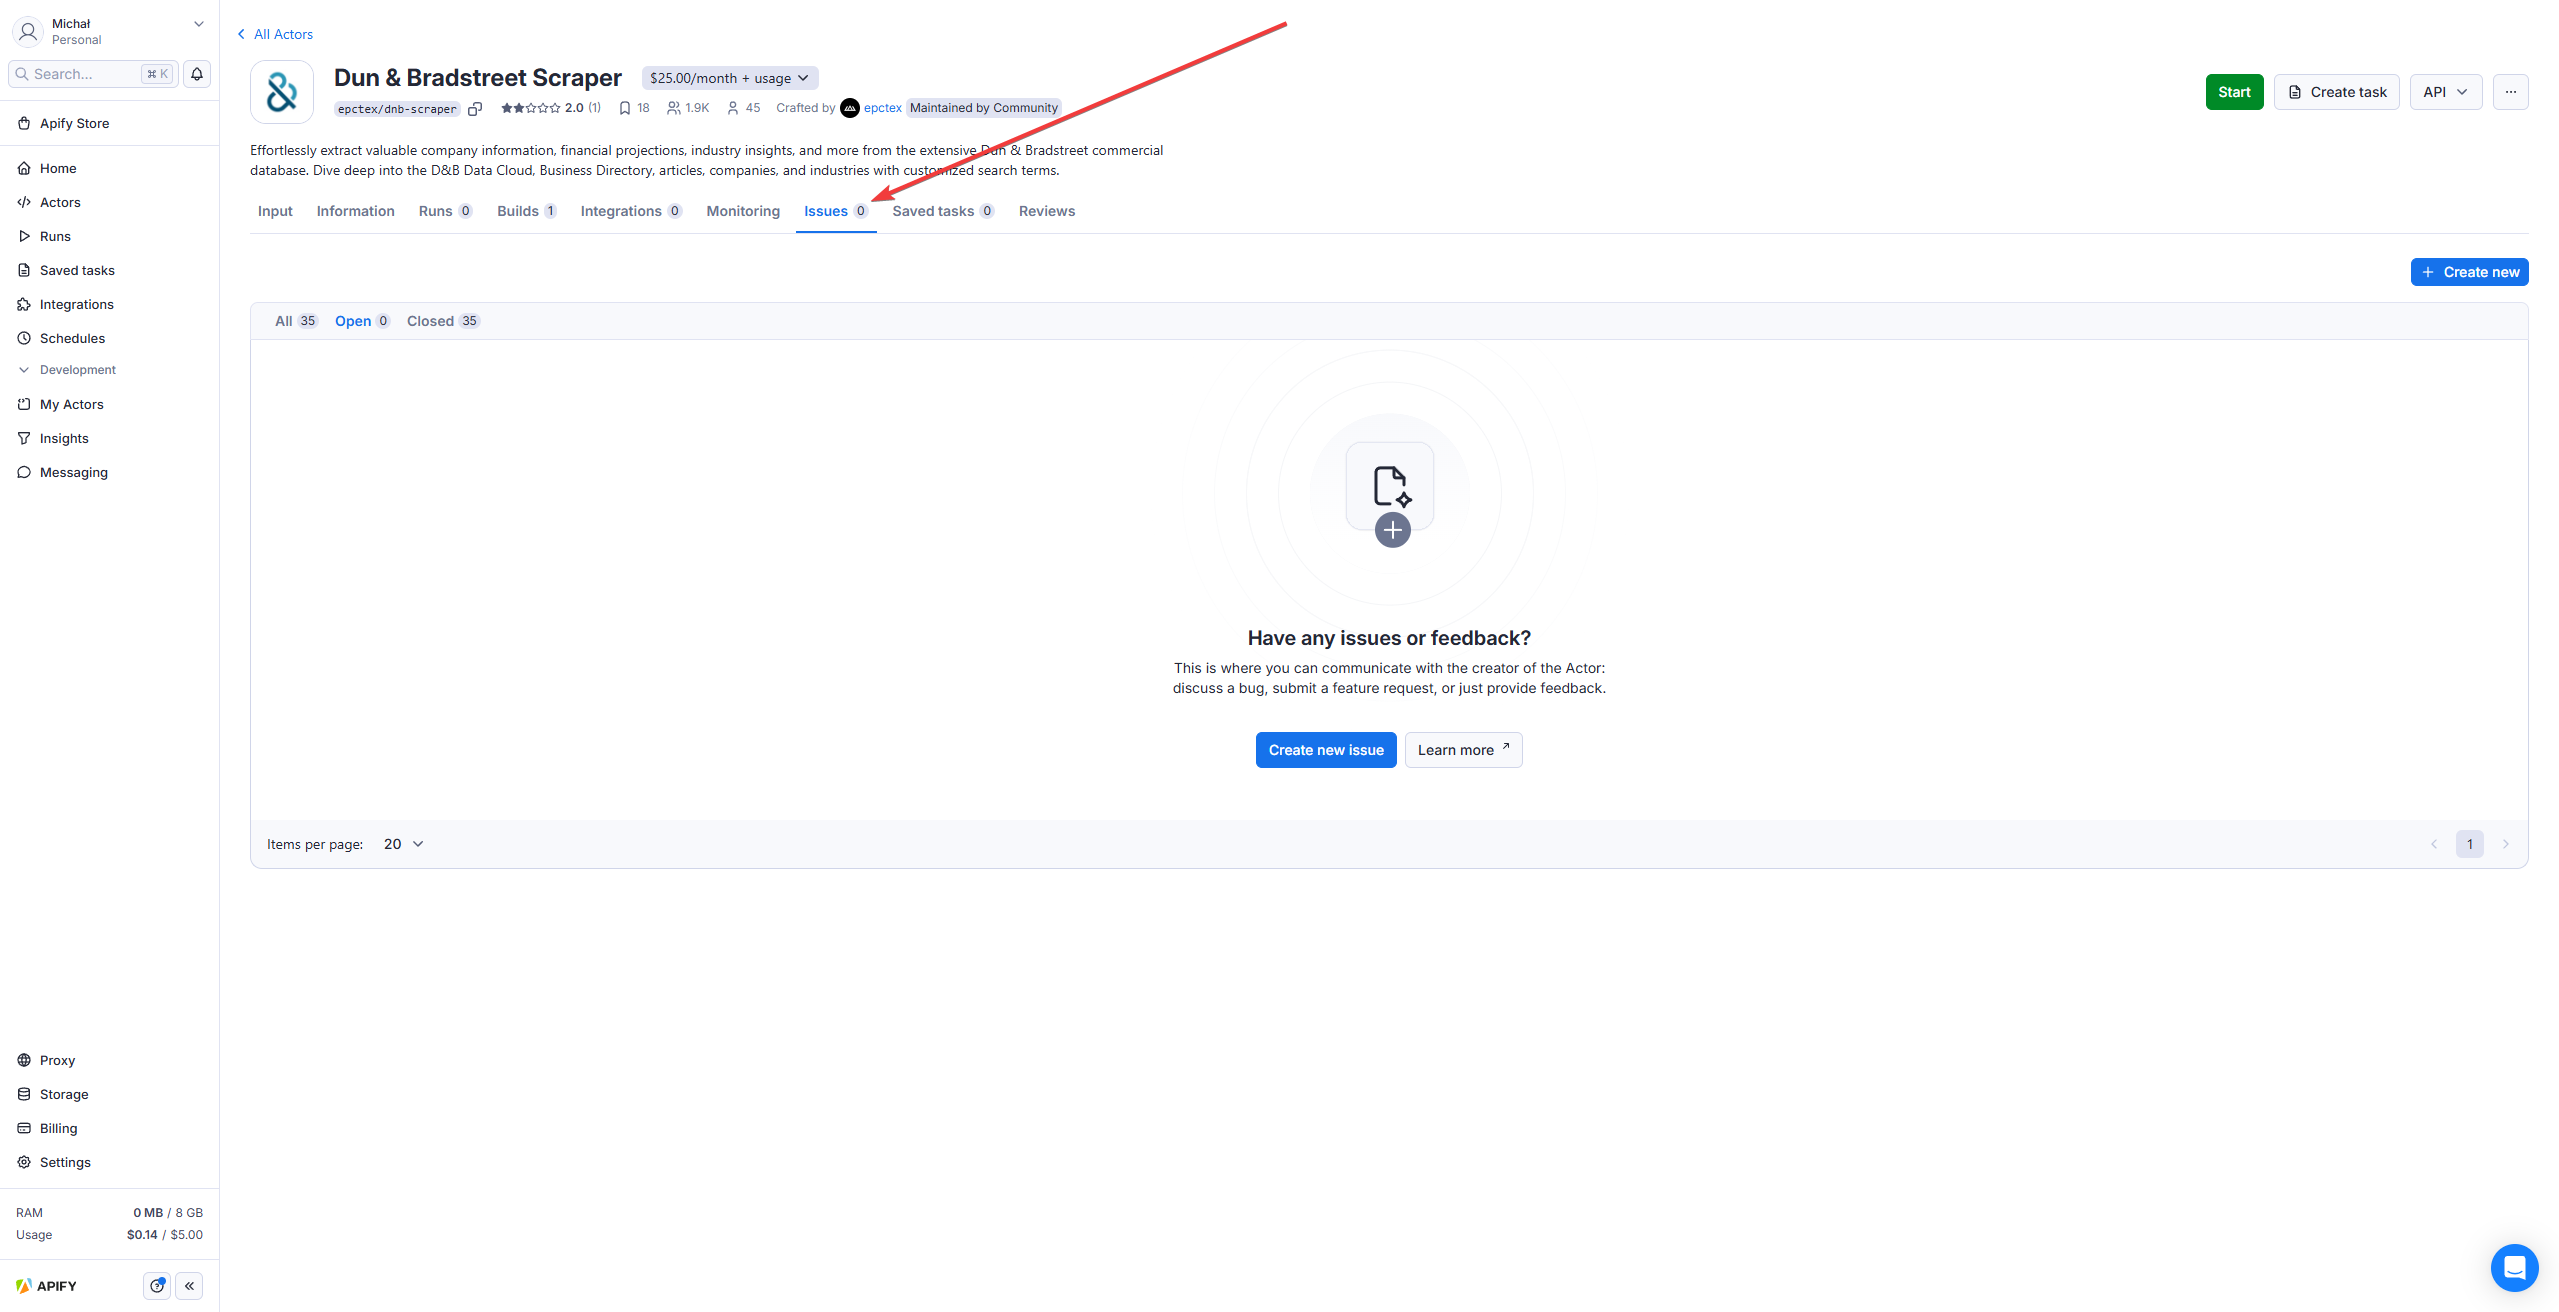 Michał
Personal
Search...
⌘ K
Apify Store
Home
Actors
Runs
Saved tasks
Integrations
Schedules
Development
My Actors
Insights
Messaging
Proxy
Storage
Billing
Settings
RAM 0 MB / 8 GB
Usage $0.14 / $5.00
APIFY
All Actors
Dun & Bradstreet Scraper $25.00/month + usage
epctex/dnb-scraper 2.0 (1) 18 1.9K 45 Crafted by epctex Maintained by Community
Start Create task API ...
Effortlessly extract valuable company information, financial projections, industry insights, and more from the extensive Dun & Bradstreet commercial
database. Dive deep into the D&B Data Cloud, Business Directory, articles, companies, and industries with customized search terms.
Input Information Runs 0 Builds 1 Integrations 0 Monitoring Issues 0 Saved tasks 0 Reviews
+ Create new
All 35 Open 0 Closed 35
Have any issues or feedback?
This is where you can communicate with the creator of the Actor:
discuss a bug, submit a feature request, or just provide feedback.
Create new issue Learn more
Items per page: 20
1